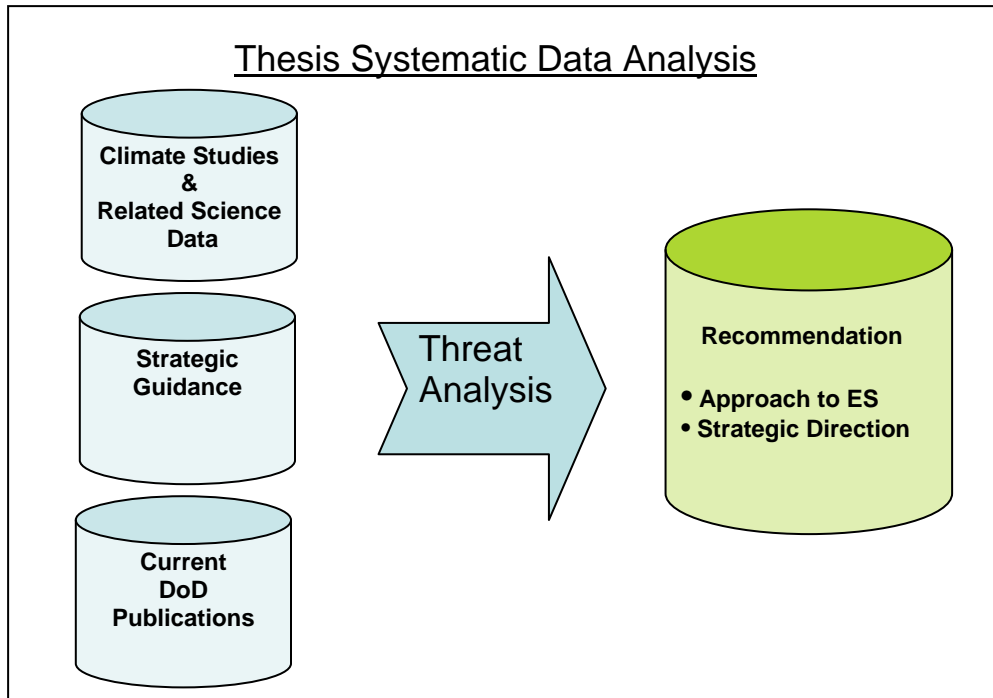 Thesis Systematic Data Analysis
Climate Studies
&
Related Science
Data
Strategic
Guidance
Current
DoD
Publications
Threat
Analysis
Recommendation
• Approach to ES
• Strategic Direction